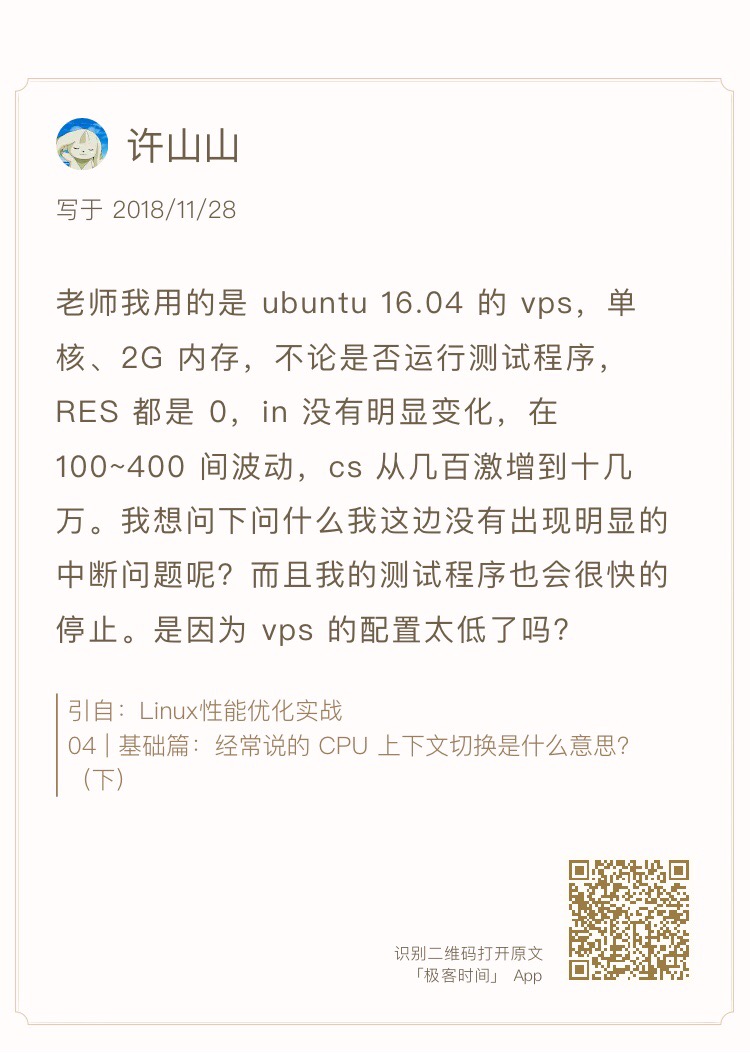 许山山
写于 2018/11/28
老师我用的是 ubuntu 16.04 的 vps，单
核、2G 内存，不论是否运行测试程序，
RES 都是 0，in 没有明显变化，在
100~400 间波动，cs 从几百激增到十几
万。我想问下问什么我这边没有出现明显的
中断问题呢？而且我的测试程序也会很快的
停止。是因为 vps 的配置太低了吗？
引自：Linux性能优化实战
04 | 基础篇：经常说的 CPU 上下文切换是什么意思？
（下）
识别二维码打开原文
「极客时间」 App